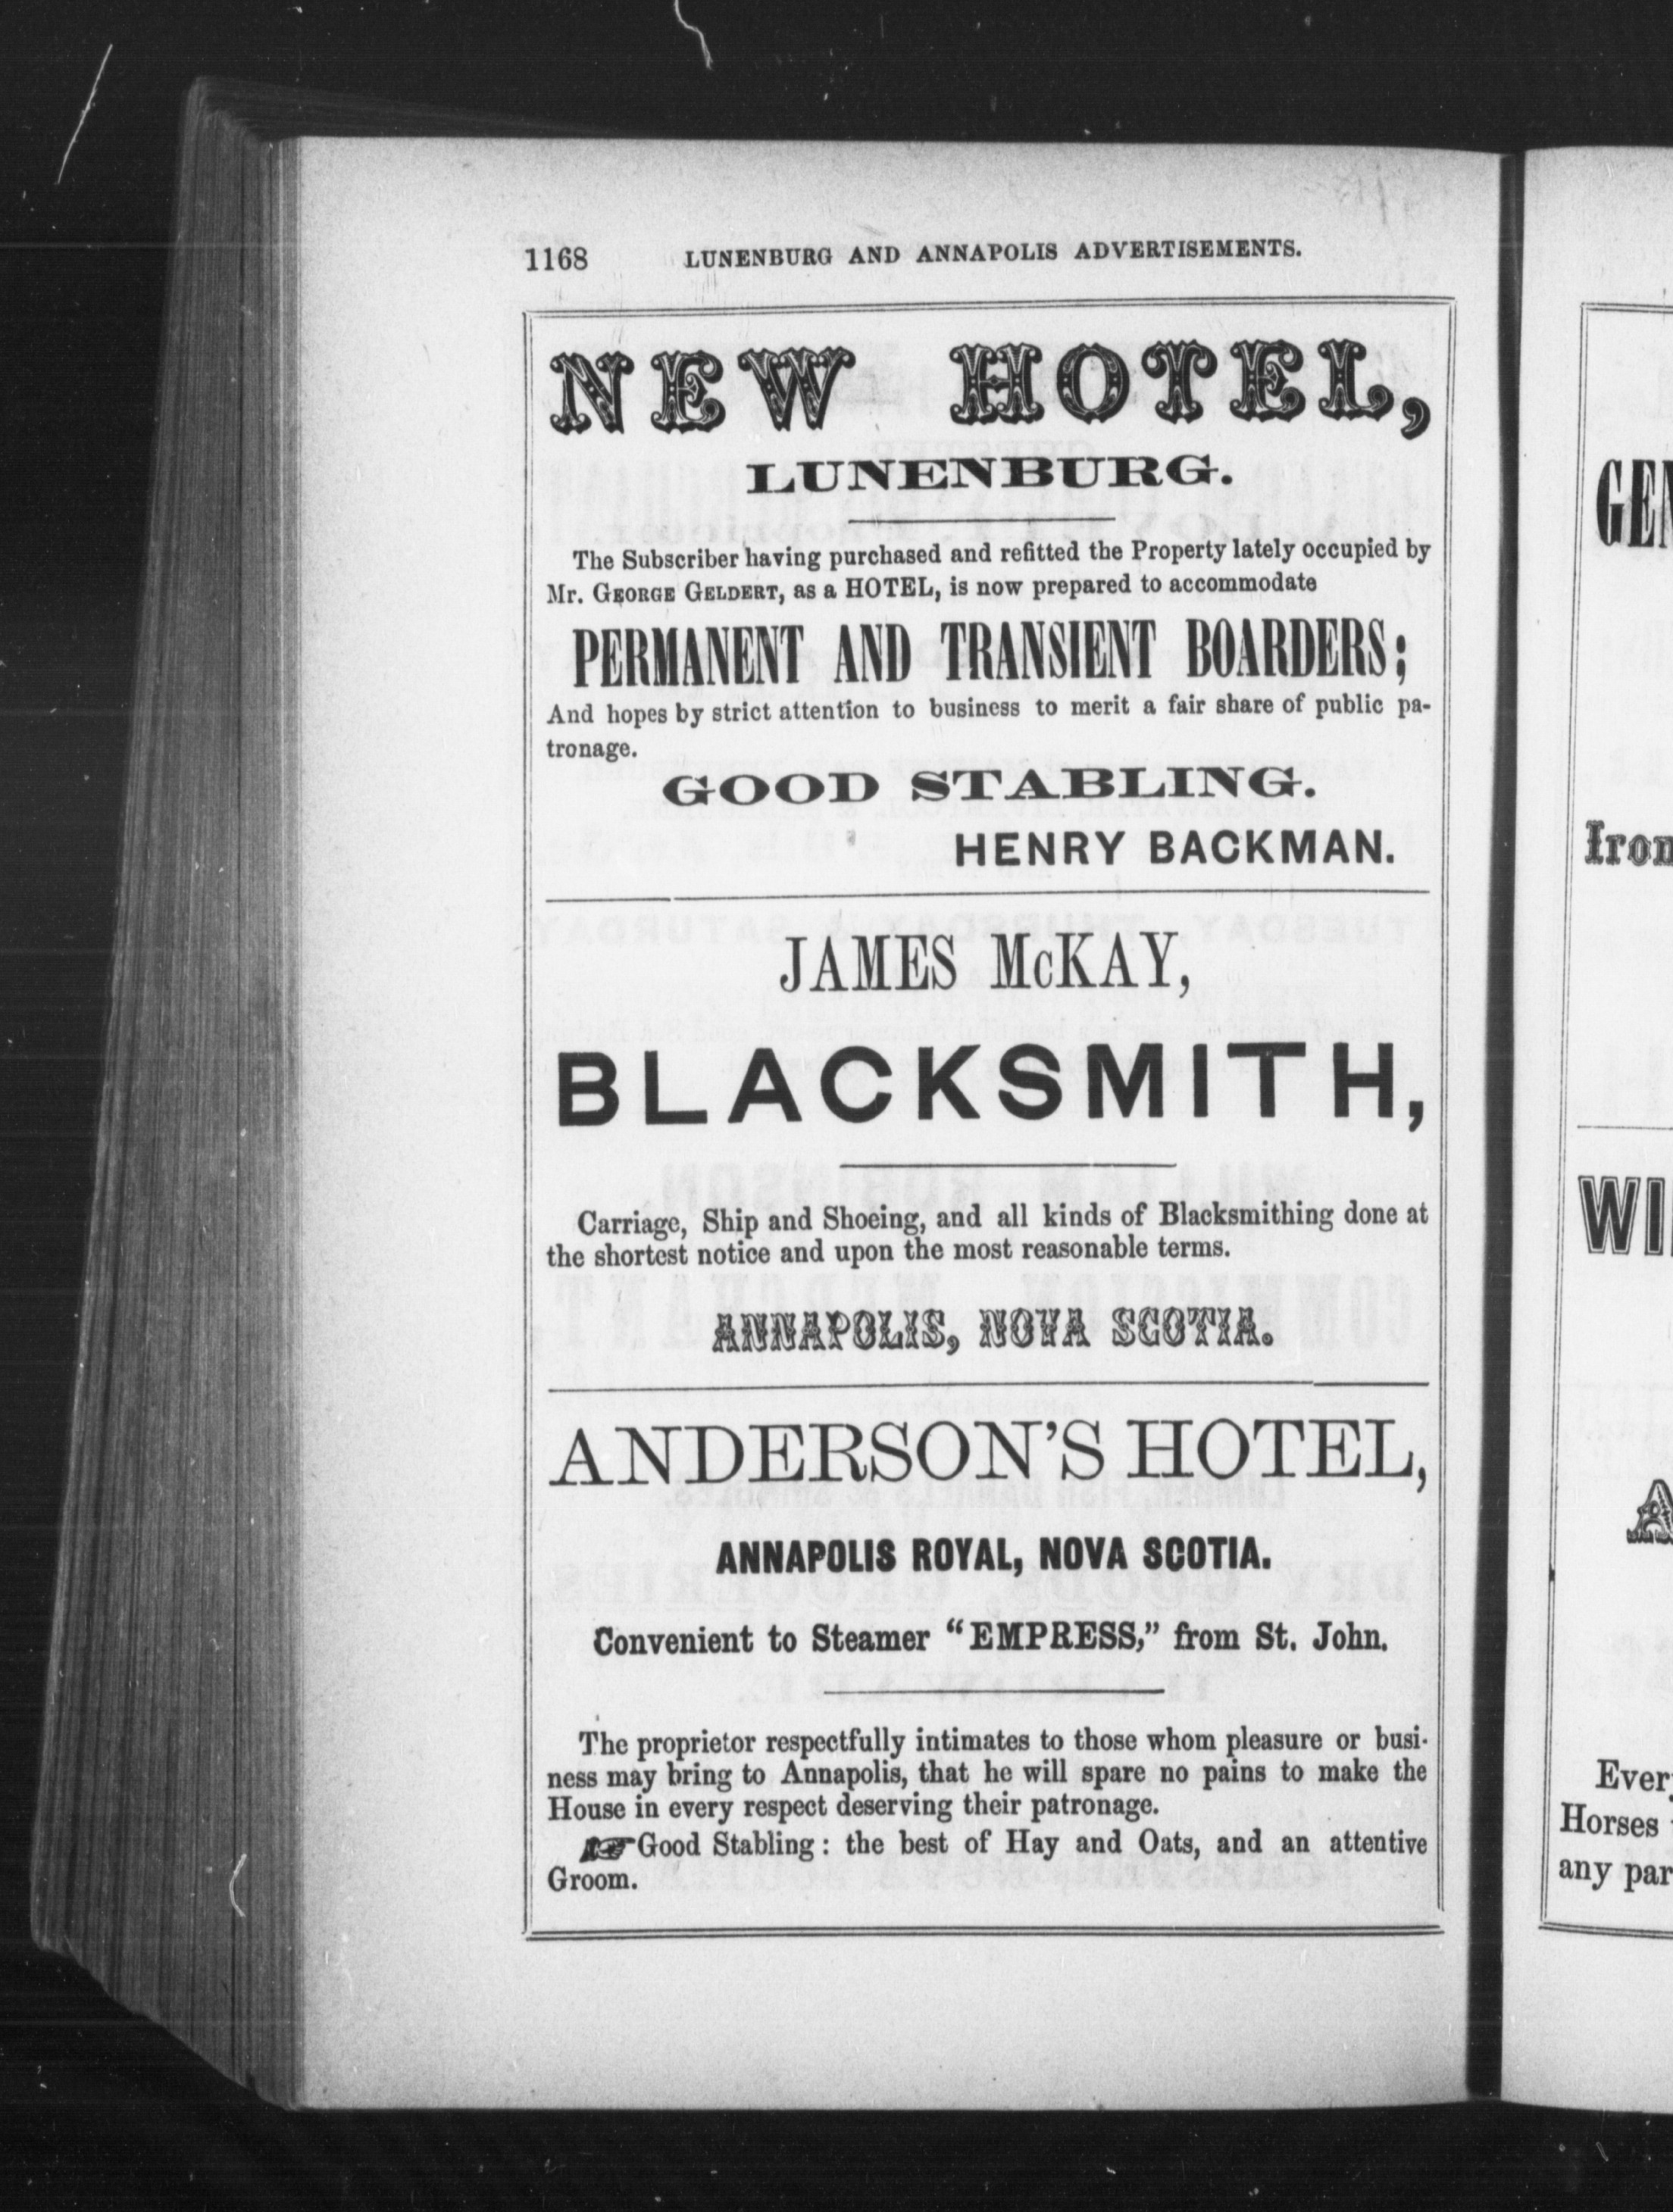 1168 LUNENBURG AND ANNAPOLIS ADVERTISEMENTS.
NEW HOTEL,
LUNENBURG.
The Subscriber having purchased and refitted the Property lately occupied by
Mr. GEORGE GELDERT, as a HOTEL, is now prepared to accommodate
PERMANENT AND TRANSIENT BOARDERS;
And hopes by strict attention to business to merit a fair share of public pa-
tronage.
GOOD STABLING.
HENRY BACKMAN.
JAMES McKAY,
BLACKSMITH,
Carriage, Ship and Shoeing, and all kinds of Blacksmithing done at
the shortest notice and upon the most reasonable terms.
ANNAPOLIS, NOVA SCOTIA.
ANDERSON'S HOTEL,
ANNAPOLIS ROYAL, NOVA SCOTIA.
Convenient to Steamer "EMPRESS," from St. John.
The proprietor respectfully intimates to those whom pleasure or busi-
ness may bring to Annapolis, that he will spare no pains to make the
House in every respect deserving their patronage.
☞ Good Stabling: the best of Hay and Oats, and an attentive
Groom.
Iron
Horses
any